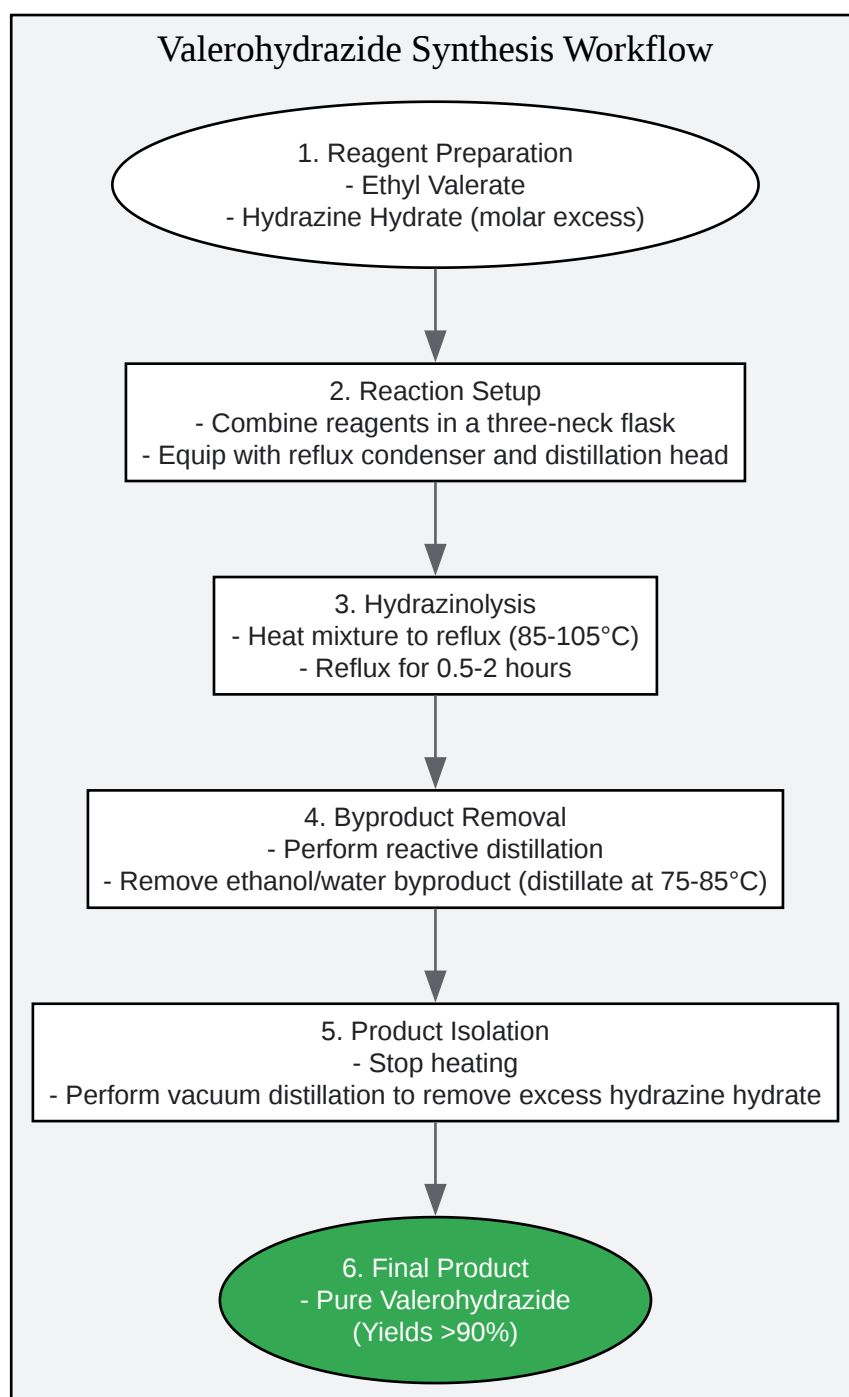 Valerohydrazide Synthesis Workflow
1. Reagent Preparation
- Ethyl Valerate
- Hydrazine Hydrate (molar excess)
2. Reaction Setup
- Combine reagents in a three-neck flask
- Equip with reflux condenser and distillation head
3. Hydrazinolysis
- Heat mixture to reflux (85-105°C)
- Reflux for 0.5-2 hours
4. Byproduct Removal
- Perform reactive distillation
- Remove ethanol/water byproduct (distillate at 75-85°C)
5. Product Isolation
- Stop heating
- Perform vacuum distillation to remove excess hydrazine hydrate
6. Final Product
- Pure Valerohydrazide
(Yields >90%)